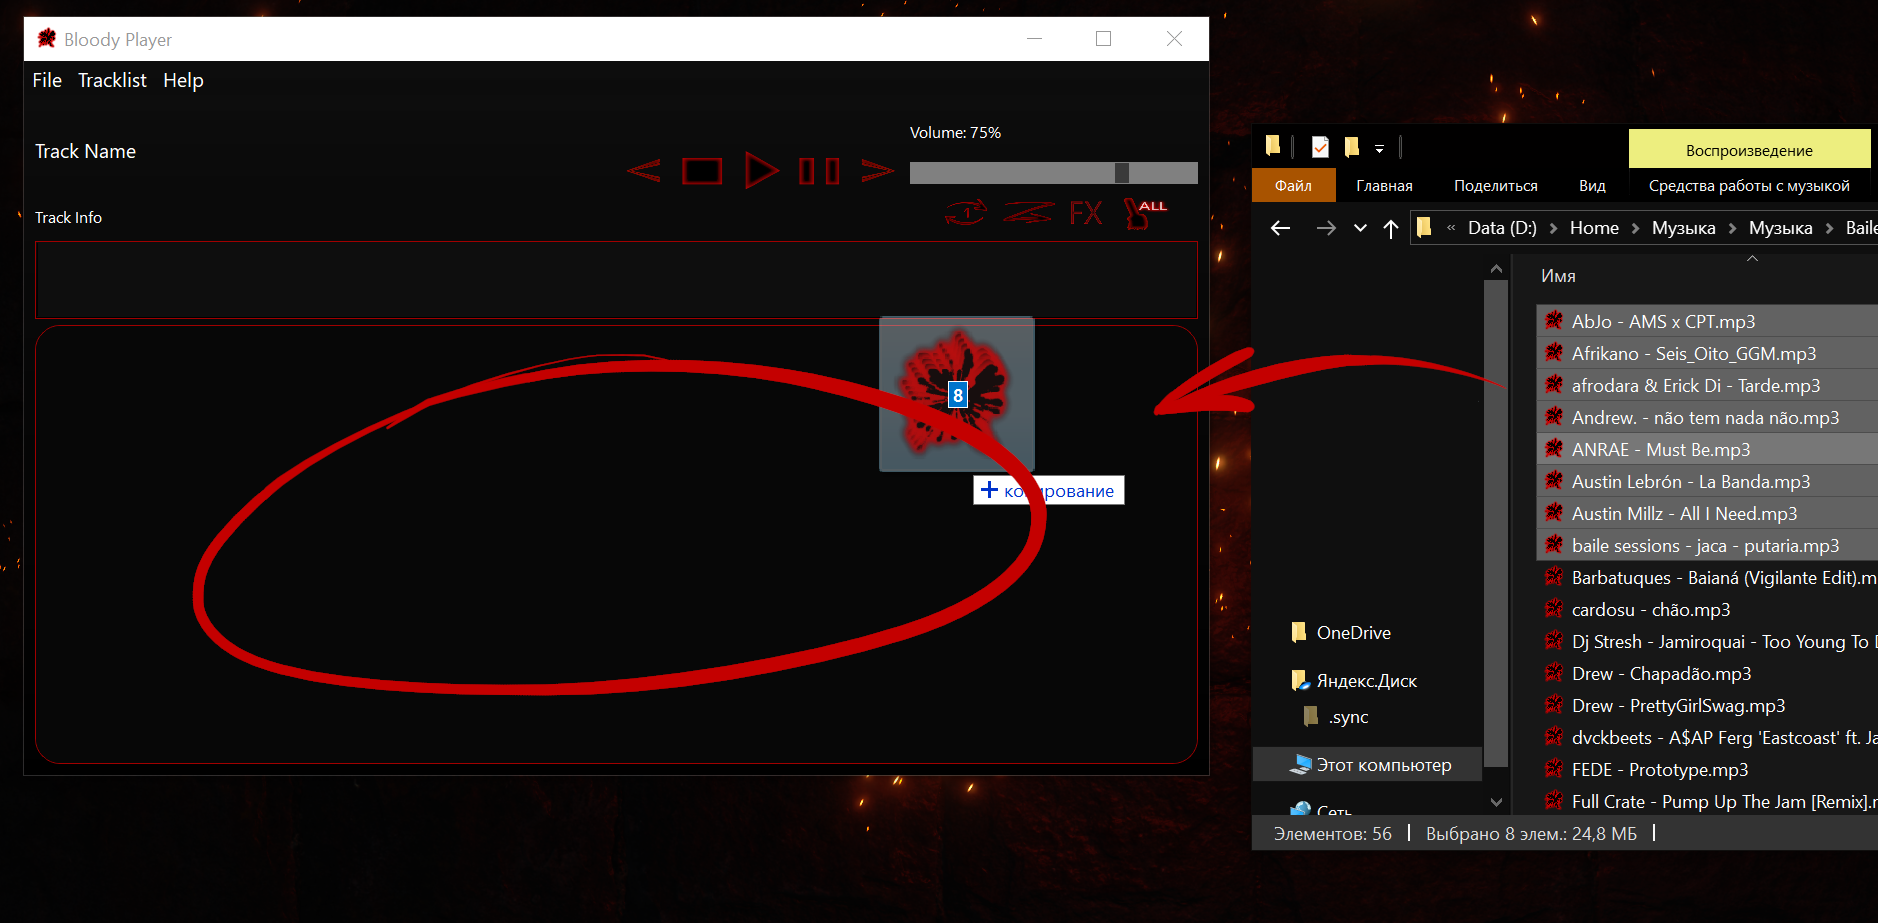 Bloody Player
File Tracklist Help
Volume: 75%
Track Name
ALL
FX
1
Track Info
8
Воспроизведение
Файл Главная Поделиться Вид Средства работы с музыкой
« Data (D:) Home Музыка Музыка Baile
Имя
AbJo - AMS x CPT.mp3
Afrikano - Seis_Oito_GGM.mp3
afrodara & Erick Di - Tarde.mp3
Andrew. - não tem nada não.mp3
ANRAE - Must Be.mp3
Austin Lebrón - La Banda.mp3
Austin Millz - All I Need.mp3
baile sessions - jaca - putaria.mp3
Barbatuques - Baianá (Vigilante Edit).m
cardosu - chão.mp3
Dj Stresh - Jamiroquai - Too Young To D
Drew - Chapadão.mp3
Drew - PrettyGirlSwag.mp3
dvckbeets - A$AP Ferg 'Eastcoast' ft. Ja
FEDE - Prototype.mp3
Full Crate - Pump Up The Jam [Remix].r
копирование
OneDrive
Яндекс.Диск
.sync
Этот компьютер
Сеть
Элементов: 56 Выбрано 8 элем.: 24,8 МБ